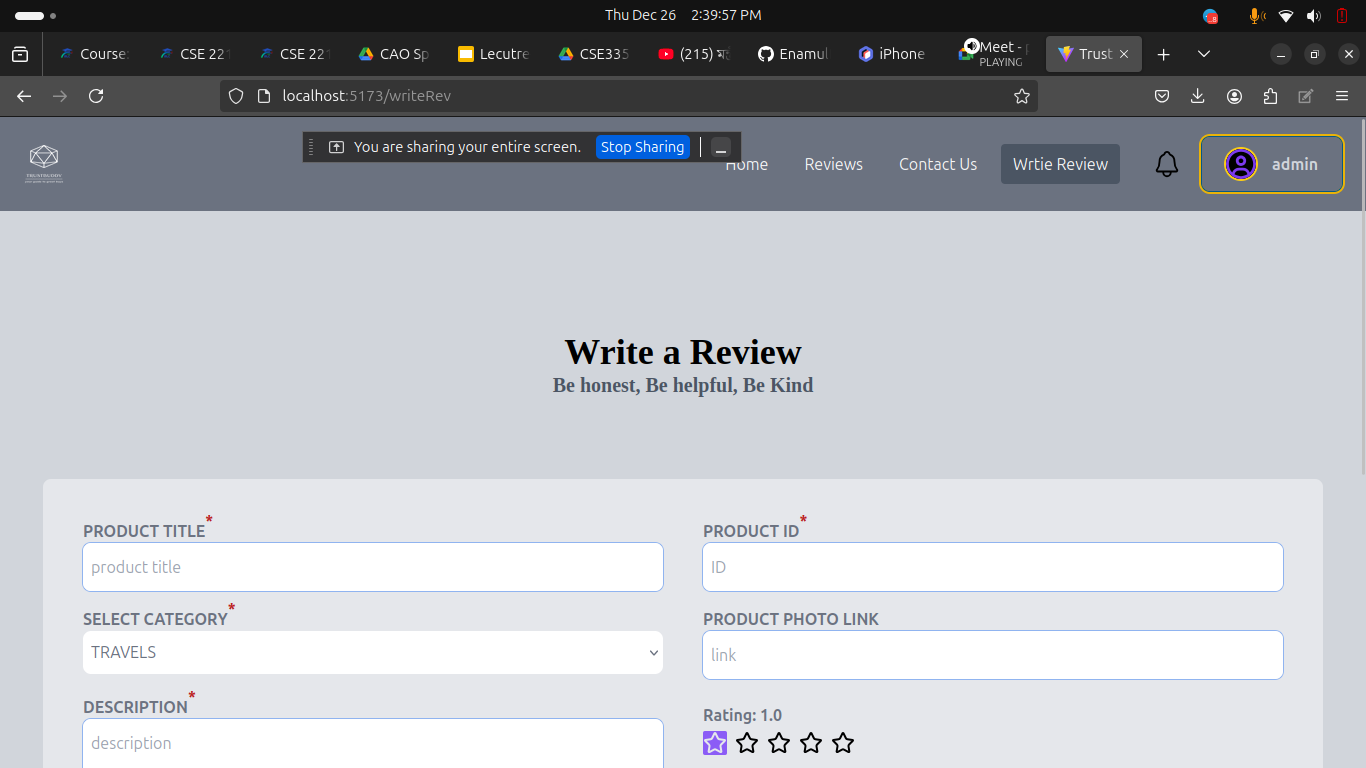 Thu Dec 26 2:39:57 PM
Course:
CSE 221
CSE 221
CAO Sp
Lecutre
CSE335
(215)
Enamul
iPhone
Meet -
PLAYING
Trust
localhost:5173/writeRev
You are sharing your entire screen.
Stop Sharing
Home
Reviews
Contact Us
Wrtie Review
admin
Write a Review
Be honest, Be helpful, Be Kind
PRODUCT TITLE*
product title
PRODUCT ID*
ID
SELECT CATEGORY*
TRAVELS
PRODUCT PHOTO LINK
link
DESCRIPTION*
description
Rating: 1.0